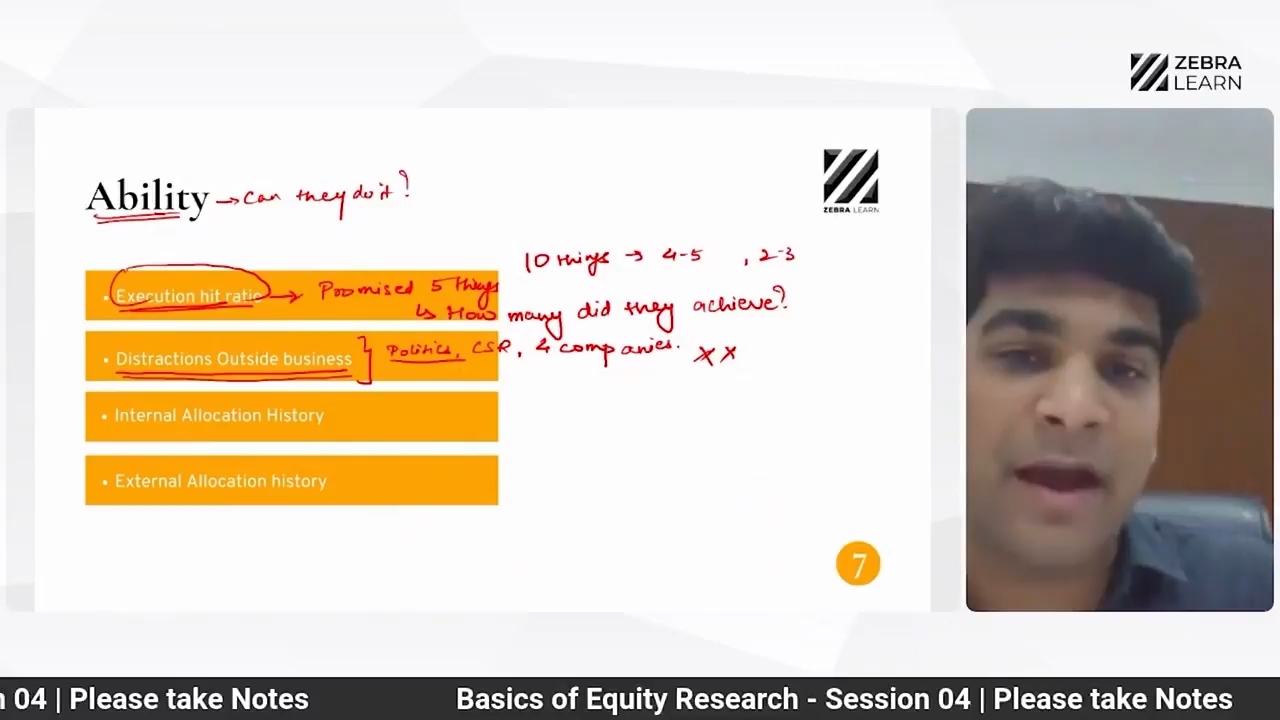 ZEBRA
LEARN
Ability → Can they do it?
ZEBRA LEARN
10 things → 4-5 , 2-3
• Execution hit ratio → Promised 5 things
↳ How many did they achieve?
• Distractions Outside business } Politics, CSR, 4 companies. XX
• Internal Allocation History
• External Allocation history
7
n 04 | Please take Notes Basics of Equity Research - Session 04 | Please take Notes